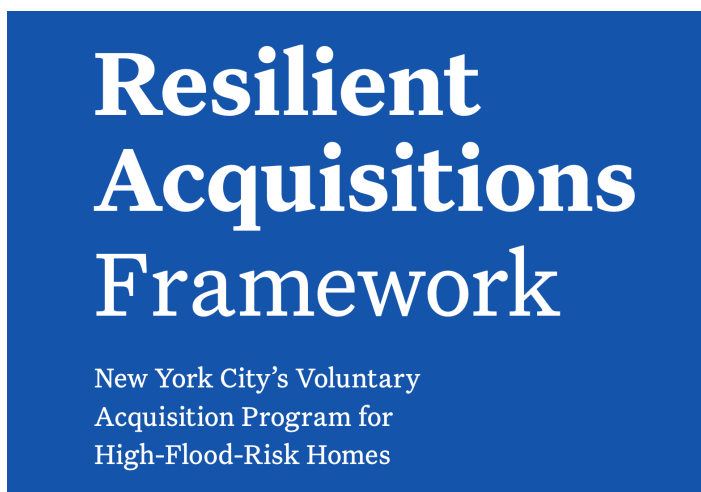 Resilient
Acquisitions
Framework
New York City’s Voluntary
Acquisition Program for
High-Flood-Risk Homes